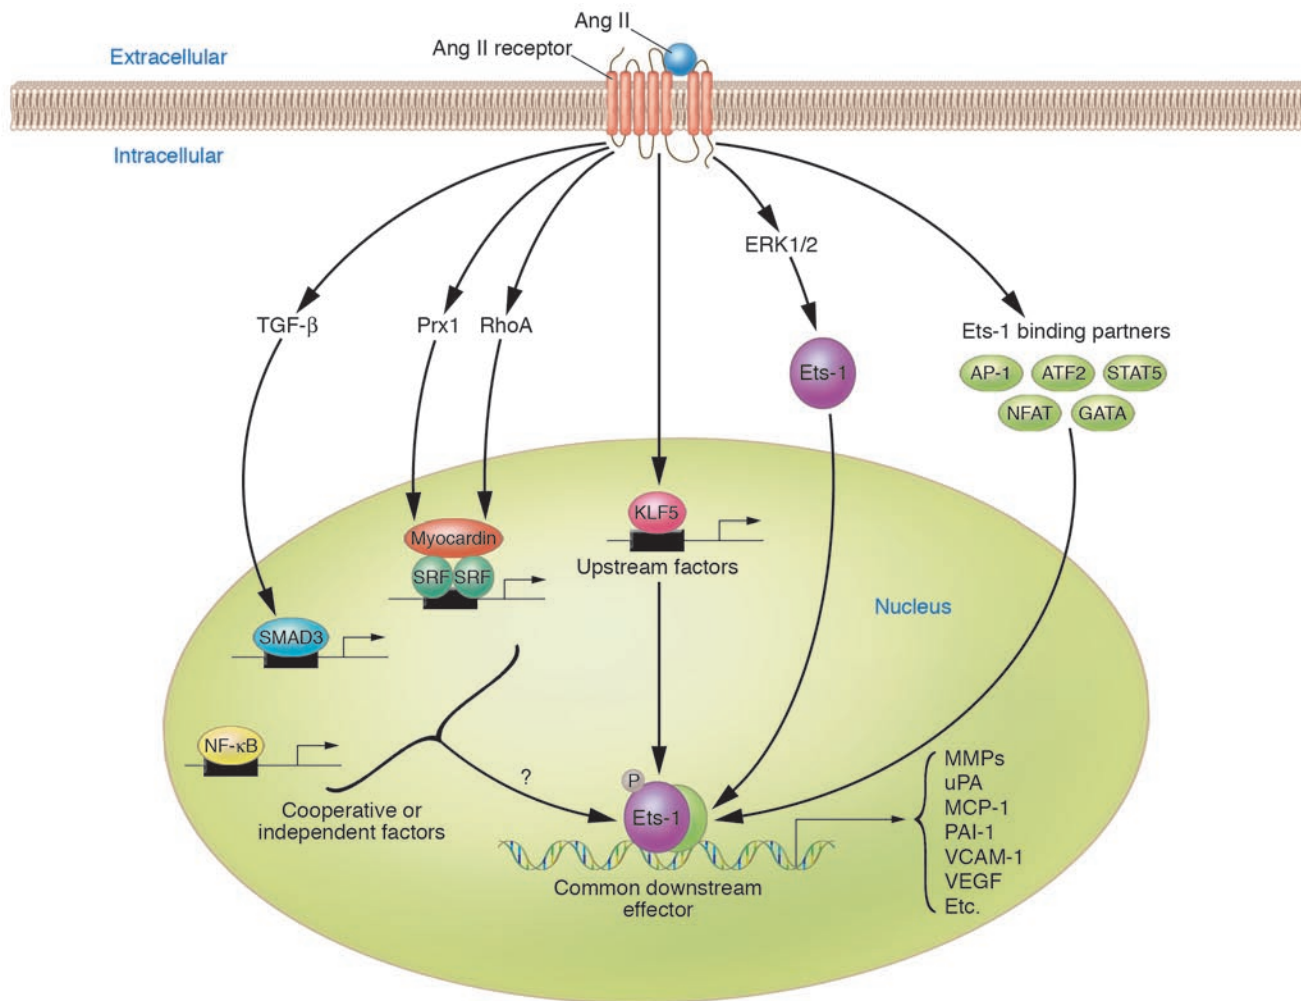 Ang II
Ang II receptor
Extracellular
Intracellular
ERK1/2
TGF-β
Prx1
RhoA
Ets-1 binding partners
Ets-1
AP-1
ATF2
STAT5
NFAT
GATA
KLF5
Upstream factors
Myocardin
SRF
SRF
Nucleus
SMAD3
NF-κB
?
Cooperative or
independent factors
P
Ets-1
Common downstream
effector
MMPs
uPA
MCP-1
PAI-1
VCAM-1
VEGF
Etc.